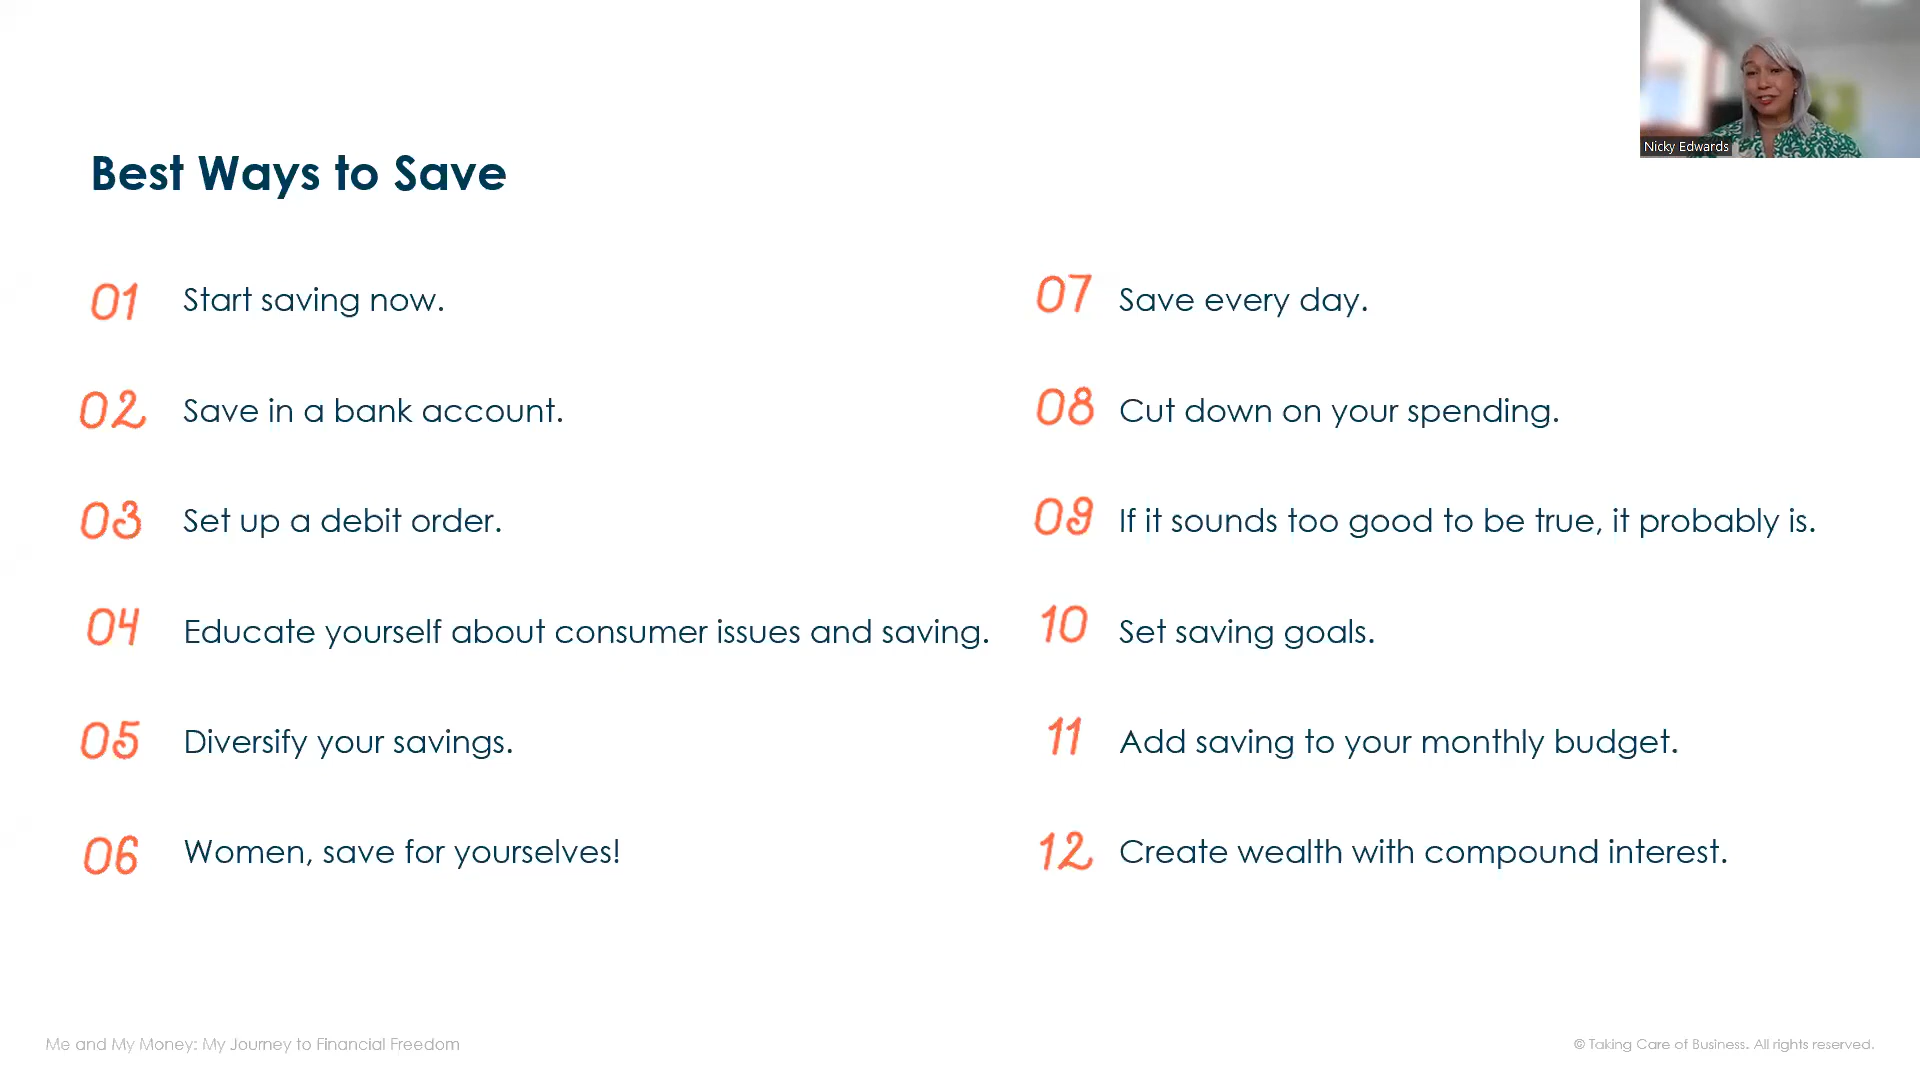 Nicky Edwards
Best Ways to Save
01 Start saving now.
02 Save in a bank account.
03 Set up a debit order.
04 Educate yourself about consumer issues and saving.
05 Diversify your savings.
06 Women, save for yourselves!
07 Save every day.
08 Cut down on your spending.
09 If it sounds too good to be true, it probably is.
10 Set saving goals.
11 Add saving to your monthly budget.
12 Create wealth with compound interest.
Me and My Money: My Journey to Financial Freedom
© Taking Care of Business. All rights reserved.